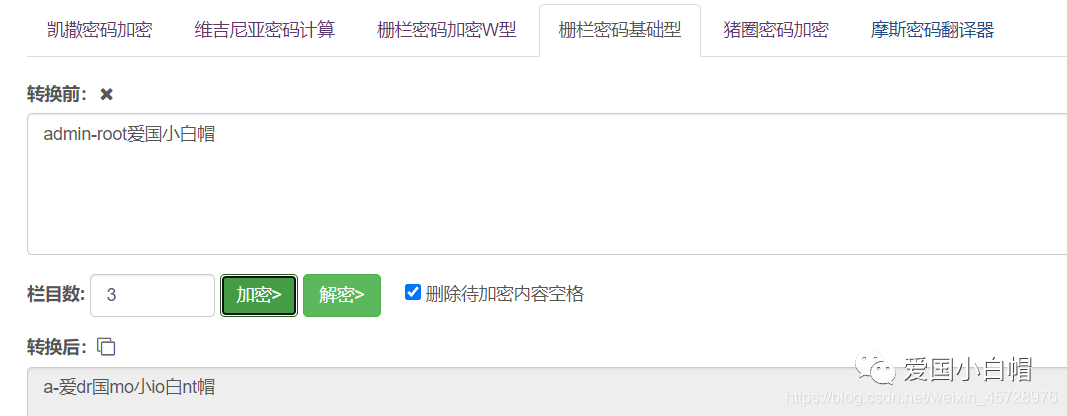 凯撒密码加密 维吉尼亚密码计算 栅栏密码加密W型 栅栏密码基础型 猪圈密码加密 摩斯密码翻译器
转换前: ✖
admin-root爱国小白帽
栏目数: 3 加密> 解密> 删除待加密内容空格
转换后:
a-爱dr国mo小io白nt帽
爱国小白帽
https://blog.csdn.net/weixin_45728976